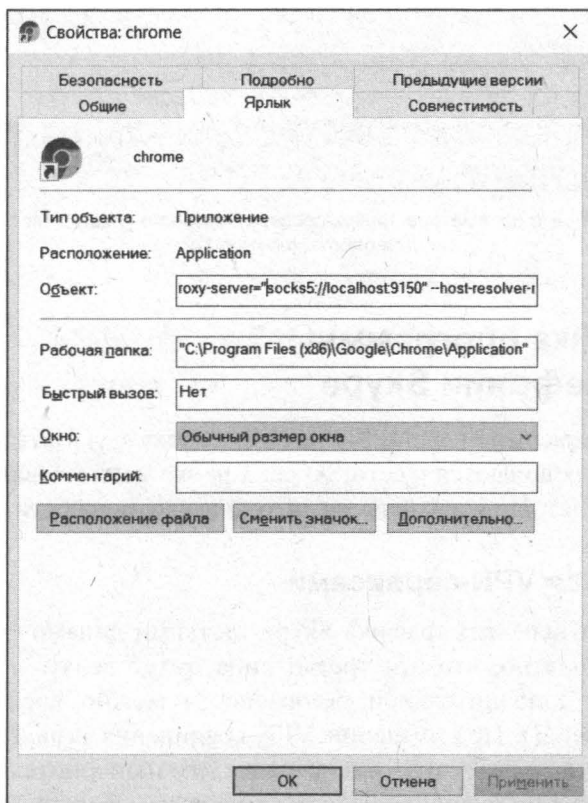 Свойства: chrome
Безопасность Подробно Предыдущие версии
Общие Ярлык Совместимость
chrome
Тип объекта: Приложение
Расположение: Application
Объект: roxy-server="socks5://localhost:9150" --host-resolver-r
Рабочая папка: "C:\Program Files (x86)\Google\Chrome\Application"
Быстрый вызов: Нет
Окно: Обычный размер окна
Комментарий:
Расположение файла Сменить значок... Дополнительно...
OK Отмена Применить